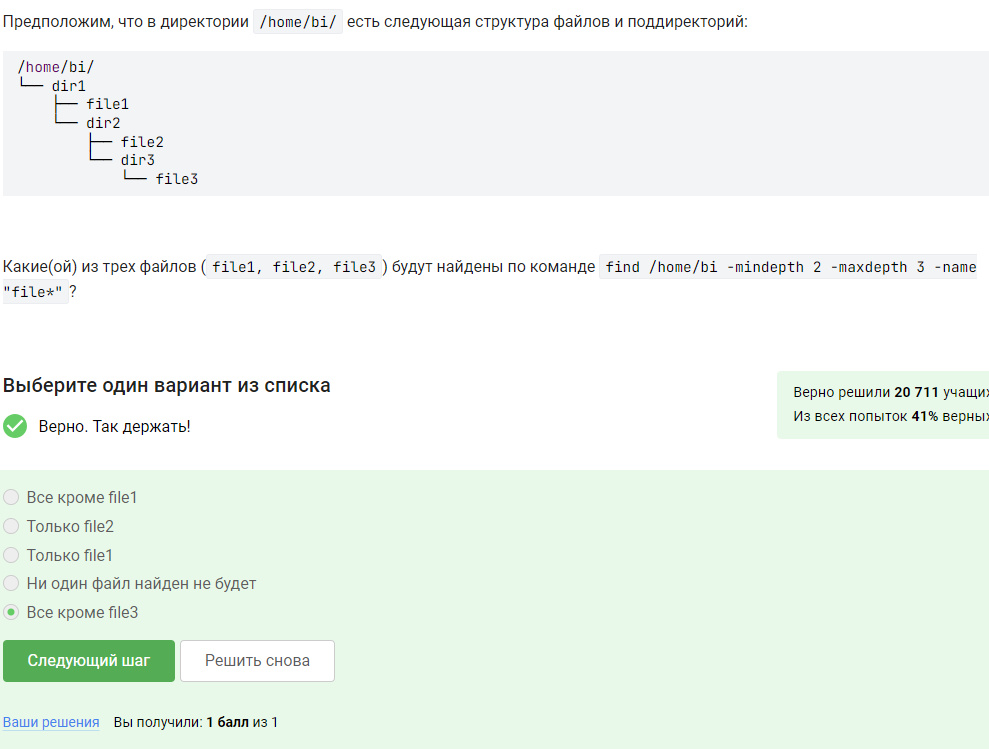 Предположим, что в директории /home/bi/ есть следующая структура файлов и поддиректорий:
/home/bi/
└── dir1
    ├── file1
    └── dir2
        ├── file2
        └── dir3
            └── file3
Какие(ой) из трех файлов ( file1, file2, file3 ) будут найдены по команде find /home/bi -mindepth 2 -maxdepth 3 -name
"file*" ?
Выберите один вариант из списка
Верно. Так держать!
Верно решили 20 711 учащих
Из всех попыток 41% верных
Все кроме file1
Только file2
Только file1
Ни один файл найден не будет
Все кроме file3
Следующий шаг
Решить снова
Ваши решения Вы получили: 1 балл из 1